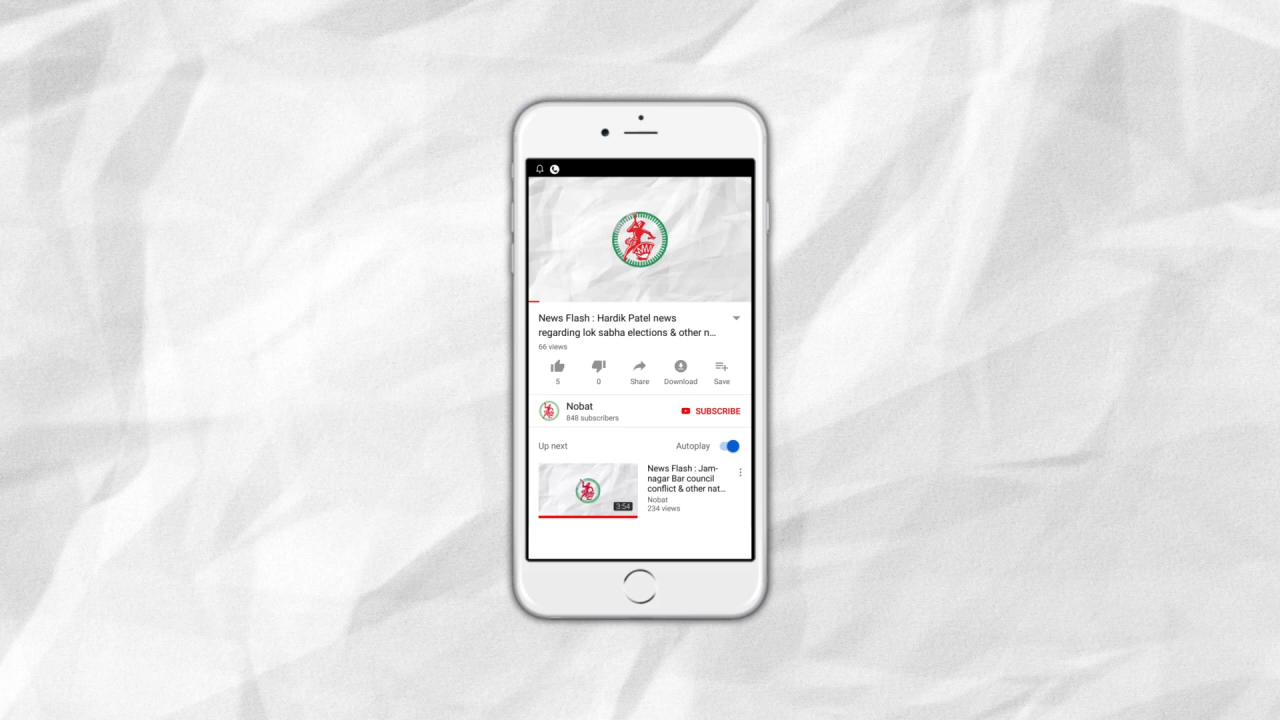 News Flash : Hardik Patel news
regarding lok sabha elections & other n...
66 views
5
0
Share
Download
Save
Nobat
848 subscribers
SUBSCRIBE
Up next
Autoplay
3:54
News Flash : Jam-
nagar Bar council
conflict & other nat...
Nobat
234 views